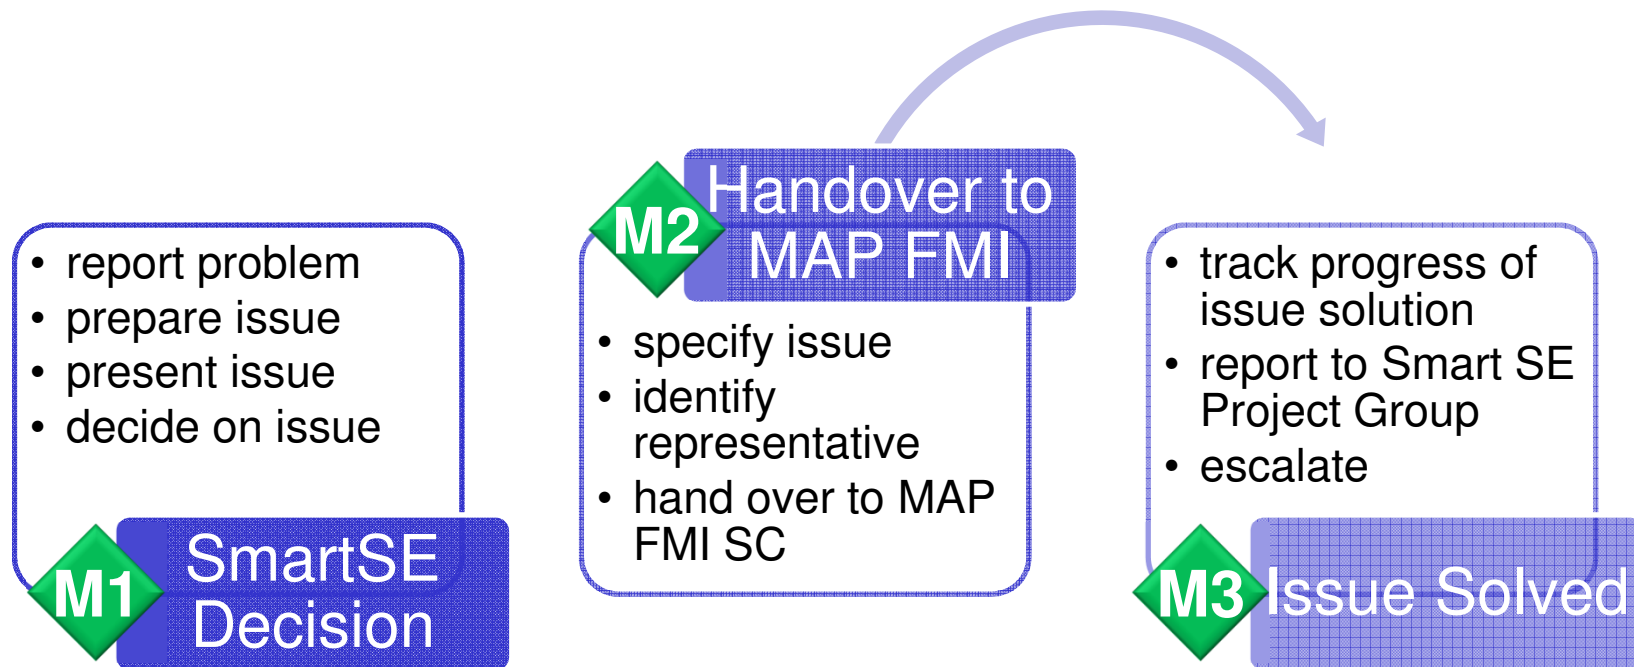 • report problem
• prepare issue
• present issue
• decide on issue
M1
SmartSE
Decision
M2
Handover to
MAP FMI
• specify issue
• identify
representative
• hand over to MAP
FMI SC
• track progress of
issue solution
• report to Smart SE
Project Group
• escalate
M3
Issue Solved